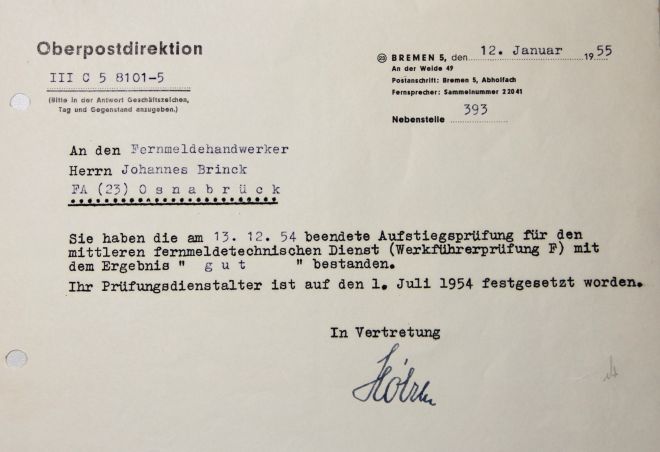 Oberpostdirektion
III C 5 8101-5
(Bitte in der Antwort Geschäftszeichen,
Tag und Gegenstand anzugeben.)
(23) BREMEN 5, den 12. Januar 1955
An der Weide 49
Postanschrift: Bremen 5, Abholfach
Fernsprecher: Sammelnummer 22041
Nebenstelle 393
An den Fernmeldehandwerker
Herrn Johannes Brinck
FA (23) Osnabrück
Sie haben die am 13. 12. 54 beendete Aufstiegsprüfung für den
mittleren fernmeldetechnischen Dienst (Werkführerprüfung F) mit
dem Ergebnis " gut " bestanden.
Ihr Prüfungsdienstalter ist auf den 1. Juli 1954 festgesetzt worden.
In Vertretung